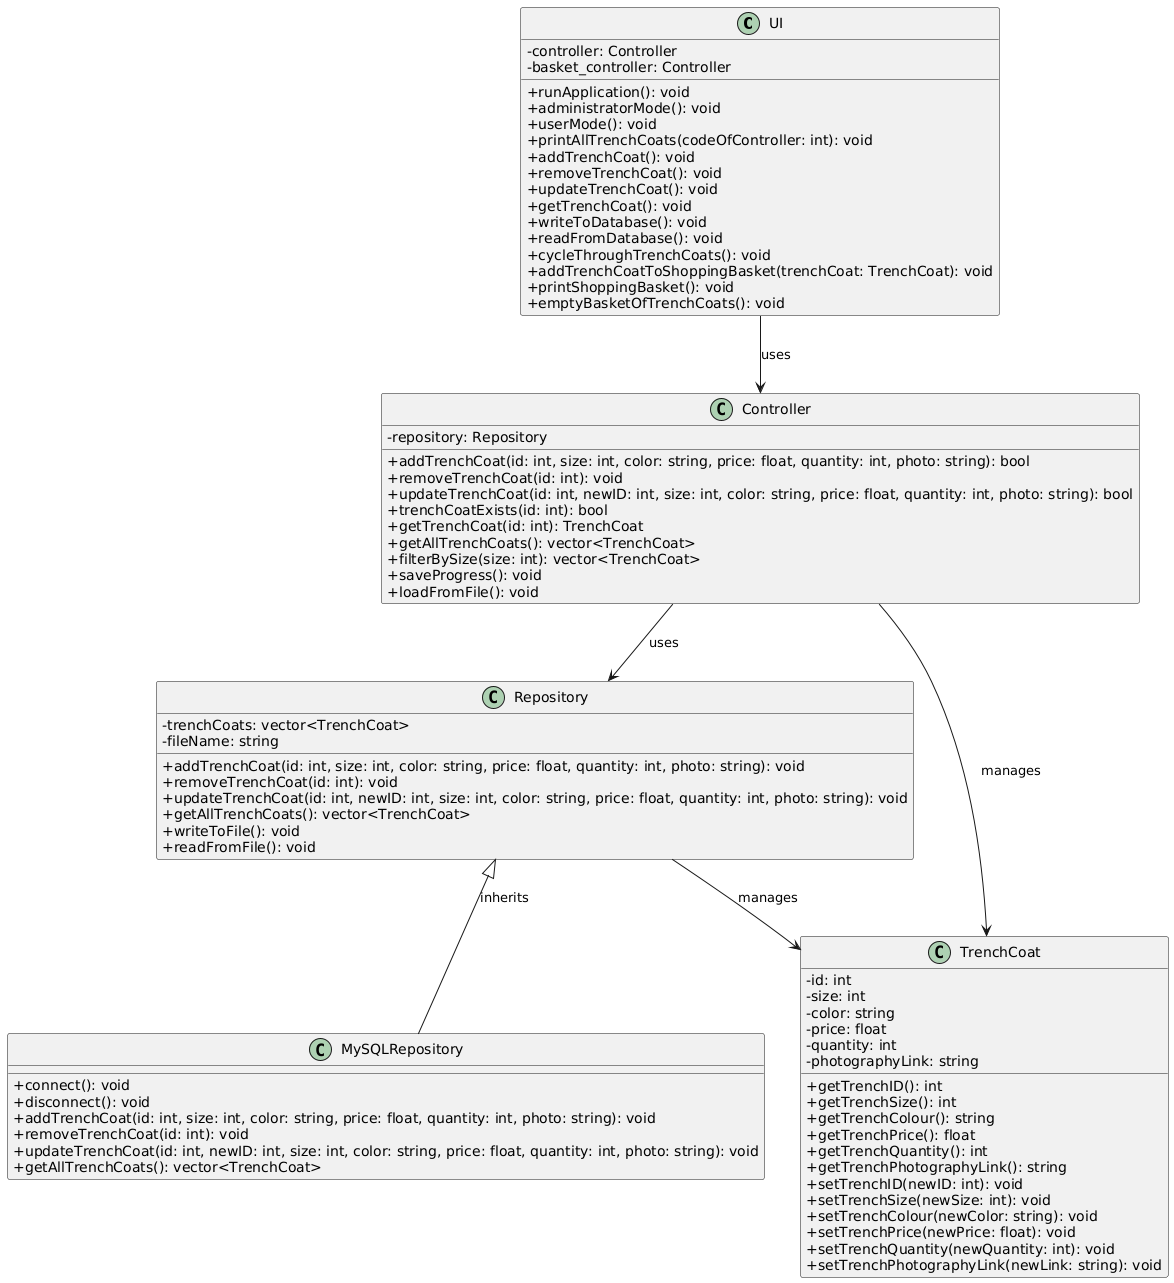 C UI
-controller: Controller
-basket_controller: Controller
+runApplication(): void
+administratorMode(): void
+userMode(): void
+printAllTrenchCoats(codeOfController: int): void
+addTrenchCoat(): void
+removeTrenchCoat(): void
+updateTrenchCoat(): void
+getTrenchCoat(): void
+writeToDatabase(): void
+readFromDatabase(): void
+cycleThroughTrenchCoats(): void
+addTrenchCoatToShoppingBasket(trenchCoat: TrenchCoat): void
+printShoppingBasket(): void
+emptyBasketOfTrenchCoats(): void
uses
C Controller
-repository: Repository
+addTrenchCoat(id: int, size: int, color: string, price: float, quantity: int, photo: string): bool
+removeTrenchCoat(id: int): void
+updateTrenchCoat(id: int, newID: int, size: int, color: string, price: float, quantity: int, photo: string): bool
+trenchCoatExists(id: int): bool
+getTrenchCoat(id: int): TrenchCoat
+getAllTrenchCoats(): vector<TrenchCoat>
+filterBySize(size: int): vector<TrenchCoat>
+saveProgress(): void
+loadFromFile(): void
uses
C Repository
-trenchCoats: vector<TrenchCoat>
-fileName: string
+addTrenchCoat(id: int, size: int, color: string, price: float, quantity: int, photo: string): void
+removeTrenchCoat(id: int): void
+updateTrenchCoat(id: int, newID: int, size: int, color: string, price: float, quantity: int, photo: string): void
+getAllTrenchCoats(): vector<TrenchCoat>
+writeToFile(): void
+readFromFile(): void
manages
inherits
manages
C MySQLRepository
+connect(): void
+disconnect(): void
+addTrenchCoat(id: int, size: int, color: string, price: float, quantity: int, photo: string): void
+removeTrenchCoat(id: int): void
+updateTrenchCoat(id: int, newID: int, size: int, color: string, price: float, quantity: int, photo: string): void
+getAllTrenchCoats(): vector<TrenchCoat>
C TrenchCoat
-id: int
-size: int
-color: string
-price: float
-quantity: int
-photographyLink: string
+getTrenchID(): int
+getTrenchSize(): int
+getTrenchColour(): string
+getTrenchPrice(): float
+getTrenchQuantity(): int
+getTrenchPhotographyLink(): string
+setTrenchID(newID: int): void
+setTrenchSize(newSize: int): void
+setTrenchColour(newColor: string): void
+setTrenchPrice(newPrice: float): void
+setTrenchQuantity(newQuantity: int): void
+setTrenchPhotographyLink(newLink: string): void